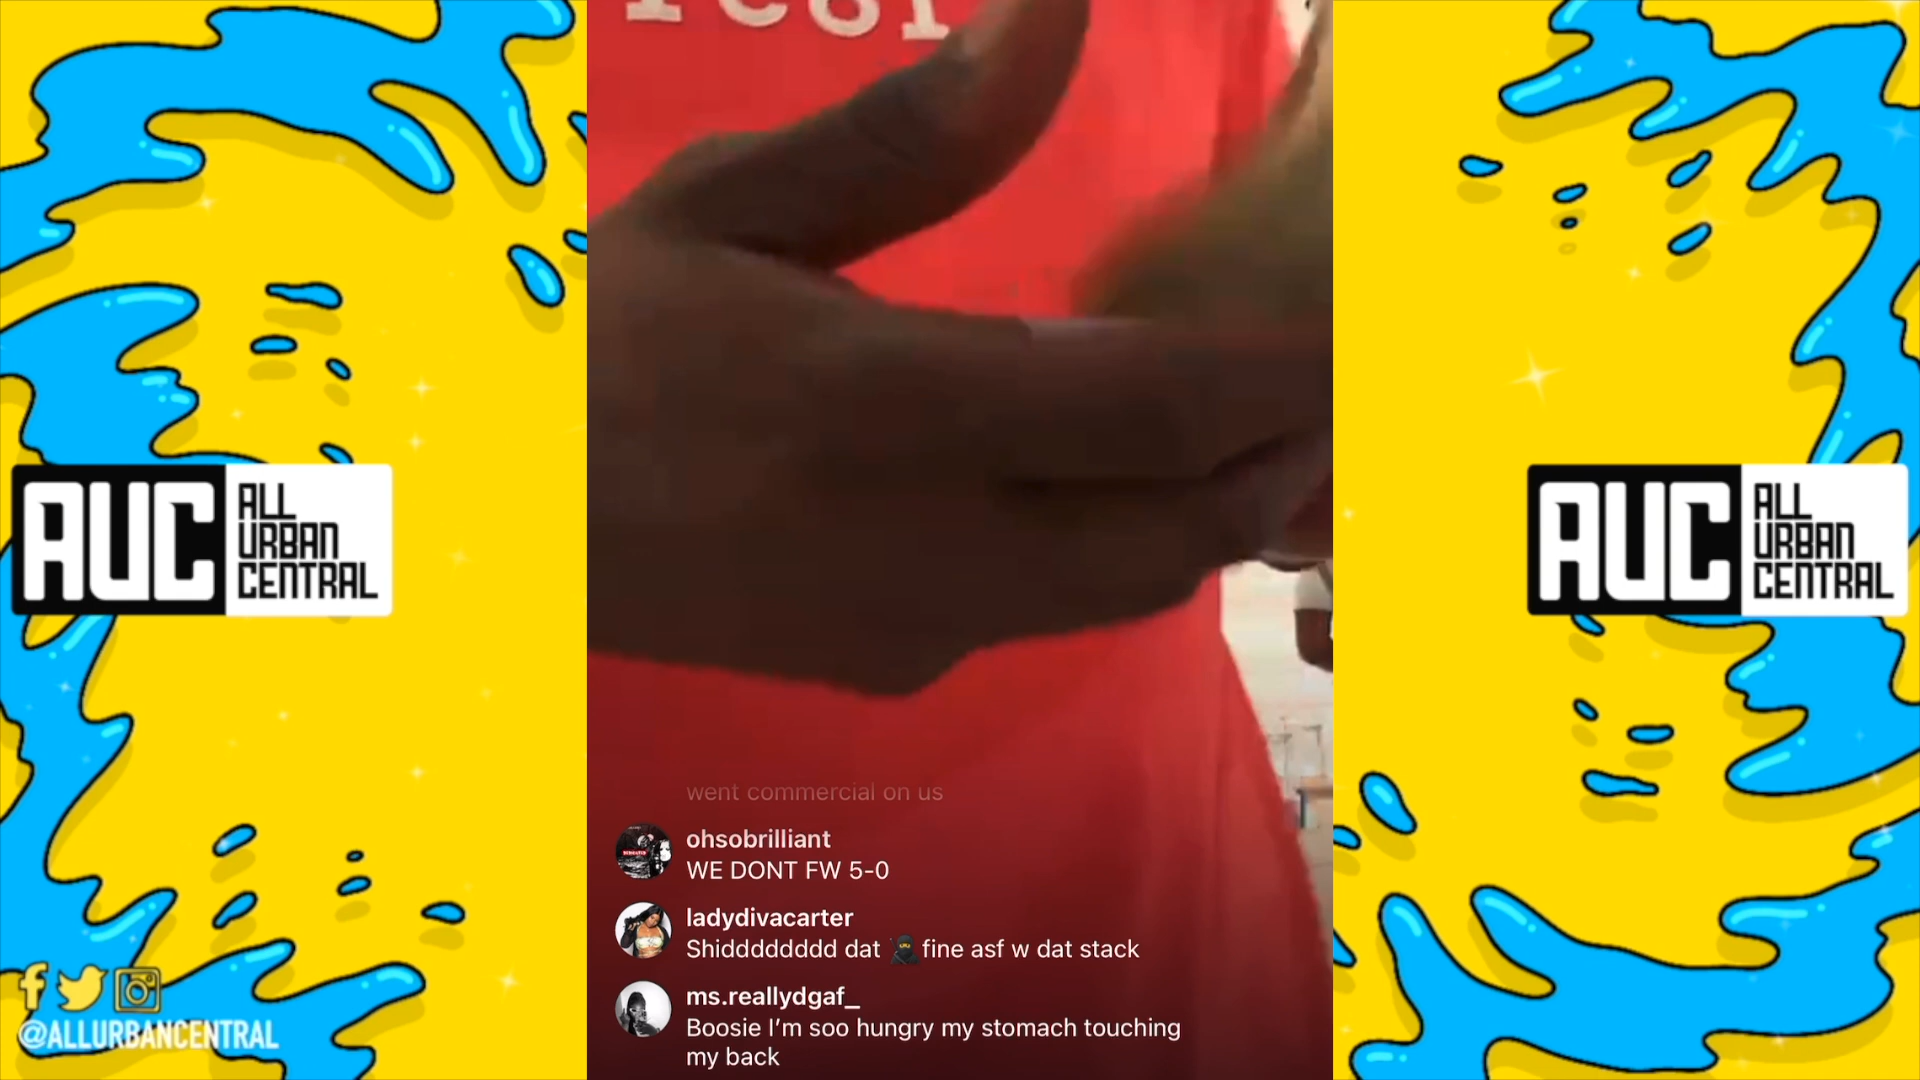 AUC
ALL
URBAN
CENTRAL
went commercial on us
ohsobrilliant
WE DONT FW 5-0
ladydivacarter
Shidddddddd dat 🥷fine asf w dat stack
ms.reallydgaf_
Boosie I'm soo hungry my stomach touching
my back
AUC
ALL
URBAN
CENTRAL
@ALLURBANCENTRAL